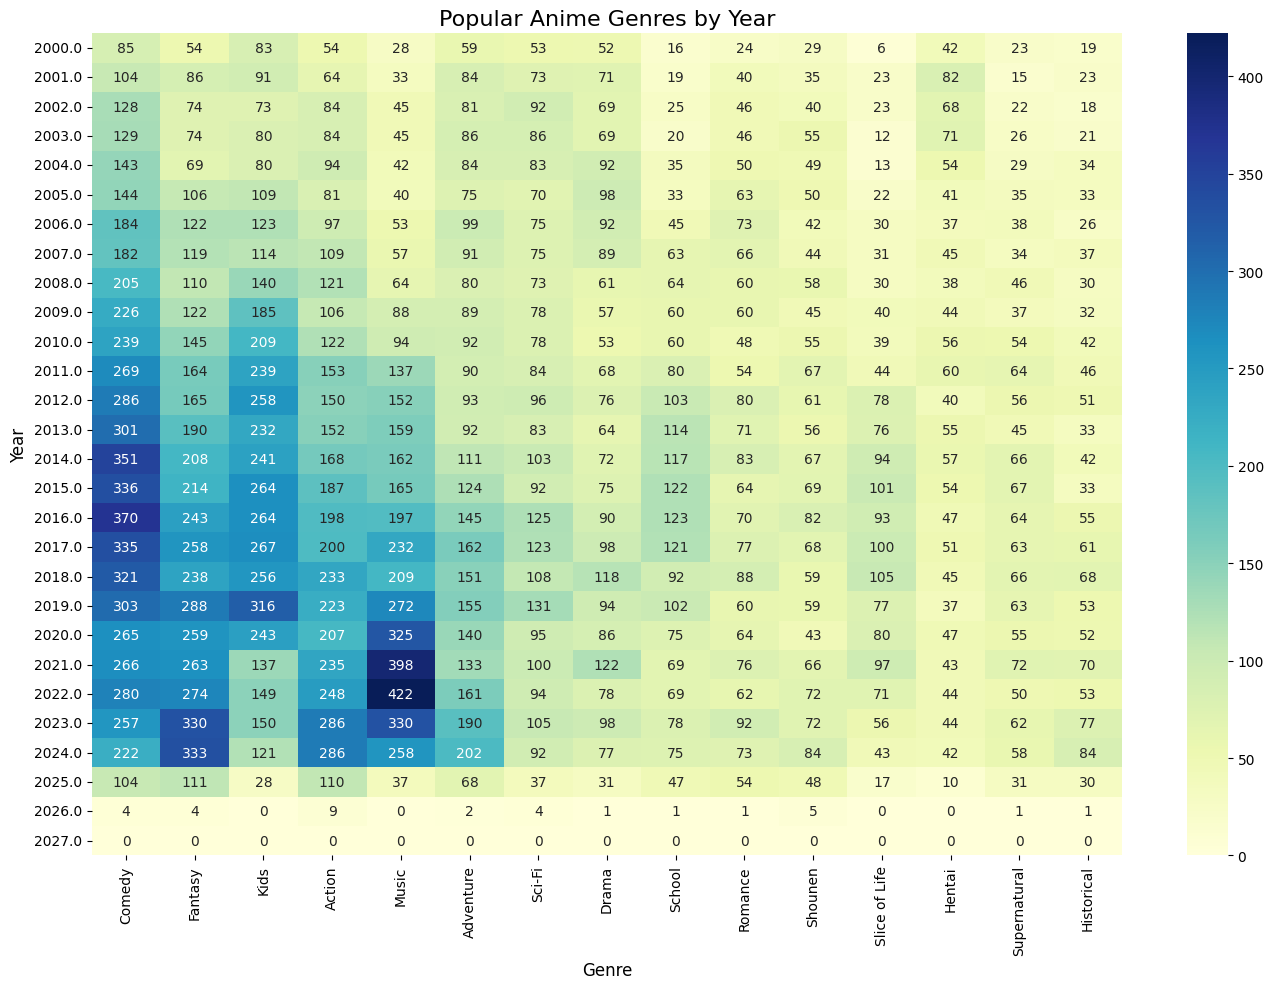 Popular Anime Genres by Year
2000.0 85 54 83 54 28 59 53 52 16 24 29 6 42 23 19
2001.0 104 86 91 64 33 84 73 71 19 40 35 23 82 15 23
2002.0 128 74 73 84 45 81 92 69 25 46 40 23 68 22 18
2003.0 129 74 80 84 45 86 86 69 20 46 55 12 71 26 21
2004.0 143 69 80 94 42 84 83 92 35 50 49 13 54 29 34
2005.0 144 106 109 81 40 75 70 98 33 63 50 22 41 35 33
2006.0 184 122 123 97 53 99 75 92 45 73 42 30 37 38 26
2007.0 182 119 114 109 57 91 75 89 63 66 44 31 45 34 37
2008.0 205 110 140 121 64 80 73 61 64 60 58 30 38 46 30
2009.0 226 122 185 106 88 89 78 57 60 60 45 40 44 37 32
2010.0 239 145 209 122 94 92 78 53 60 48 55 39 56 54 42
2011.0 269 164 239 153 137 90 84 68 80 54 67 44 60 64 46
2012.0 286 165 258 150 152 93 96 76 103 80 61 78 40 56 51
2013.0 301 190 232 152 159 92 83 64 114 71 56 76 55 45 33
2014.0 351 208 241 168 162 111 103 72 117 83 67 94 57 66 42
2015.0 336 214 264 187 165 124 92 75 122 64 69 101 54 67 33
2016.0 370 243 264 198 197 145 125 90 123 70 82 93 47 64 55
2017.0 335 258 267 200 232 162 123 98 121 77 68 100 51 63 61
2018.0 321 238 256 233 209 151 108 118 92 88 59 105 45 66 68
2019.0 303 288 316 223 272 155 131 94 102 60 59 77 37 63 53
2020.0 265 259 243 207 325 140 95 86 75 64 43 80 47 55 52
2021.0 266 263 137 235 398 133 100 122 69 76 66 97 43 72 70
2022.0 280 274 149 248 422 161 94 78 69 62 72 71 44 50 53
2023.0 257 330 150 286 330 190 105 98 78 92 72 56 44 62 77
2024.0 222 333 121 286 258 202 92 77 75 73 84 43 42 58 84
2025.0 104 111 28 110 37 68 37 31 47 54 48 17 10 31 30
2026.0 4 4 0 9 0 2 4 1 1 1 5 0 0 1 1
2027.0 0 0 0 0 0 0 0 0 0 0 0 0 0 0 0
Year
Comedy
Fantasy
Kids
Action
Music
Adventure
Sci-Fi
Drama
School
Romance
Shounen
Slice of Life
Hentai
Supernatural
Historical
Genre
400
350
300
250
200
150
100
50
0